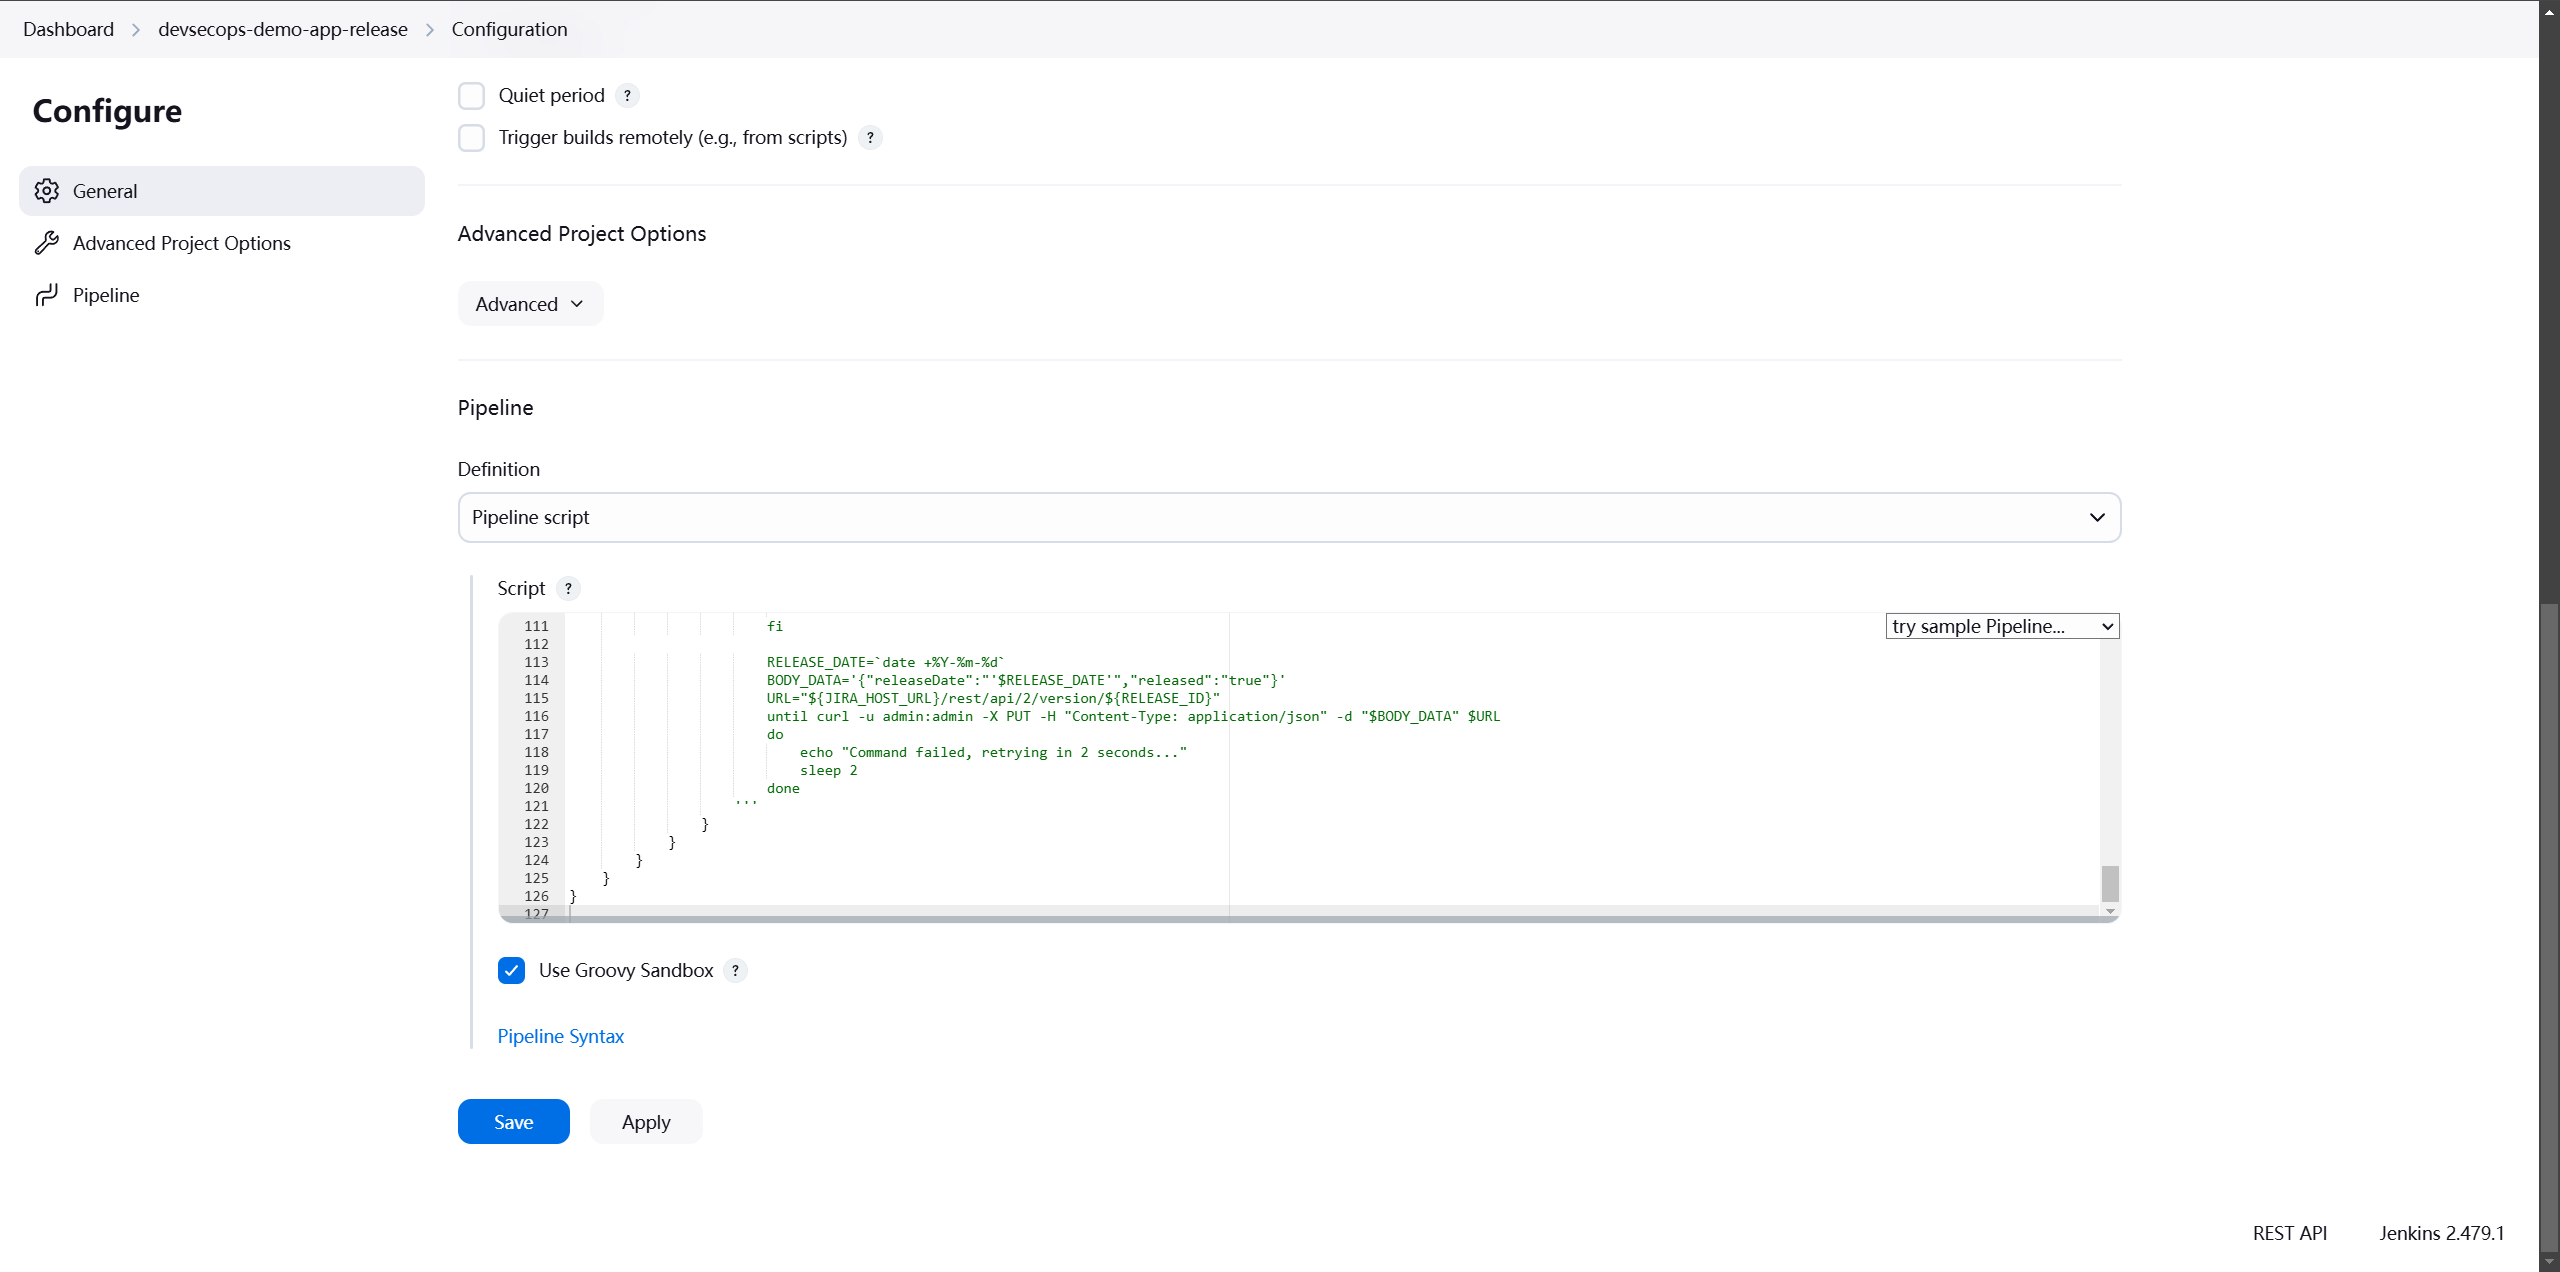 Dashboard > devsecops-demo-app-release > Configuration
Configure
General
Advanced Project Options
Pipeline
Quiet period ?
Trigger builds remotely (e.g., from scripts) ?
Advanced Project Options
Advanced
Pipeline
Definition
Pipeline script
Script ?
try sample Pipeline...
111 fi
112
113 RELEASE_DATE=`date +%Y-%m-%d`
114 BODY_DATA='{"releaseDate":"'$RELEASE_DATE'","released":"true"}'
115 URL="${JIRA_HOST_URL}/rest/api/2/version/${RELEASE_ID}"
116 until curl -u admin:admin -X PUT -H "Content-Type: application/json" -d "$BODY_DATA" $URL
117 do
118 echo "Command failed, retrying in 2 seconds..."
119 sleep 2
120 done
121 '''
122 }
123 }
124 }
125 }
126 }
127
Use Groovy Sandbox ?
Pipeline Syntax
Save
Apply
REST API
Jenkins 2.479.1